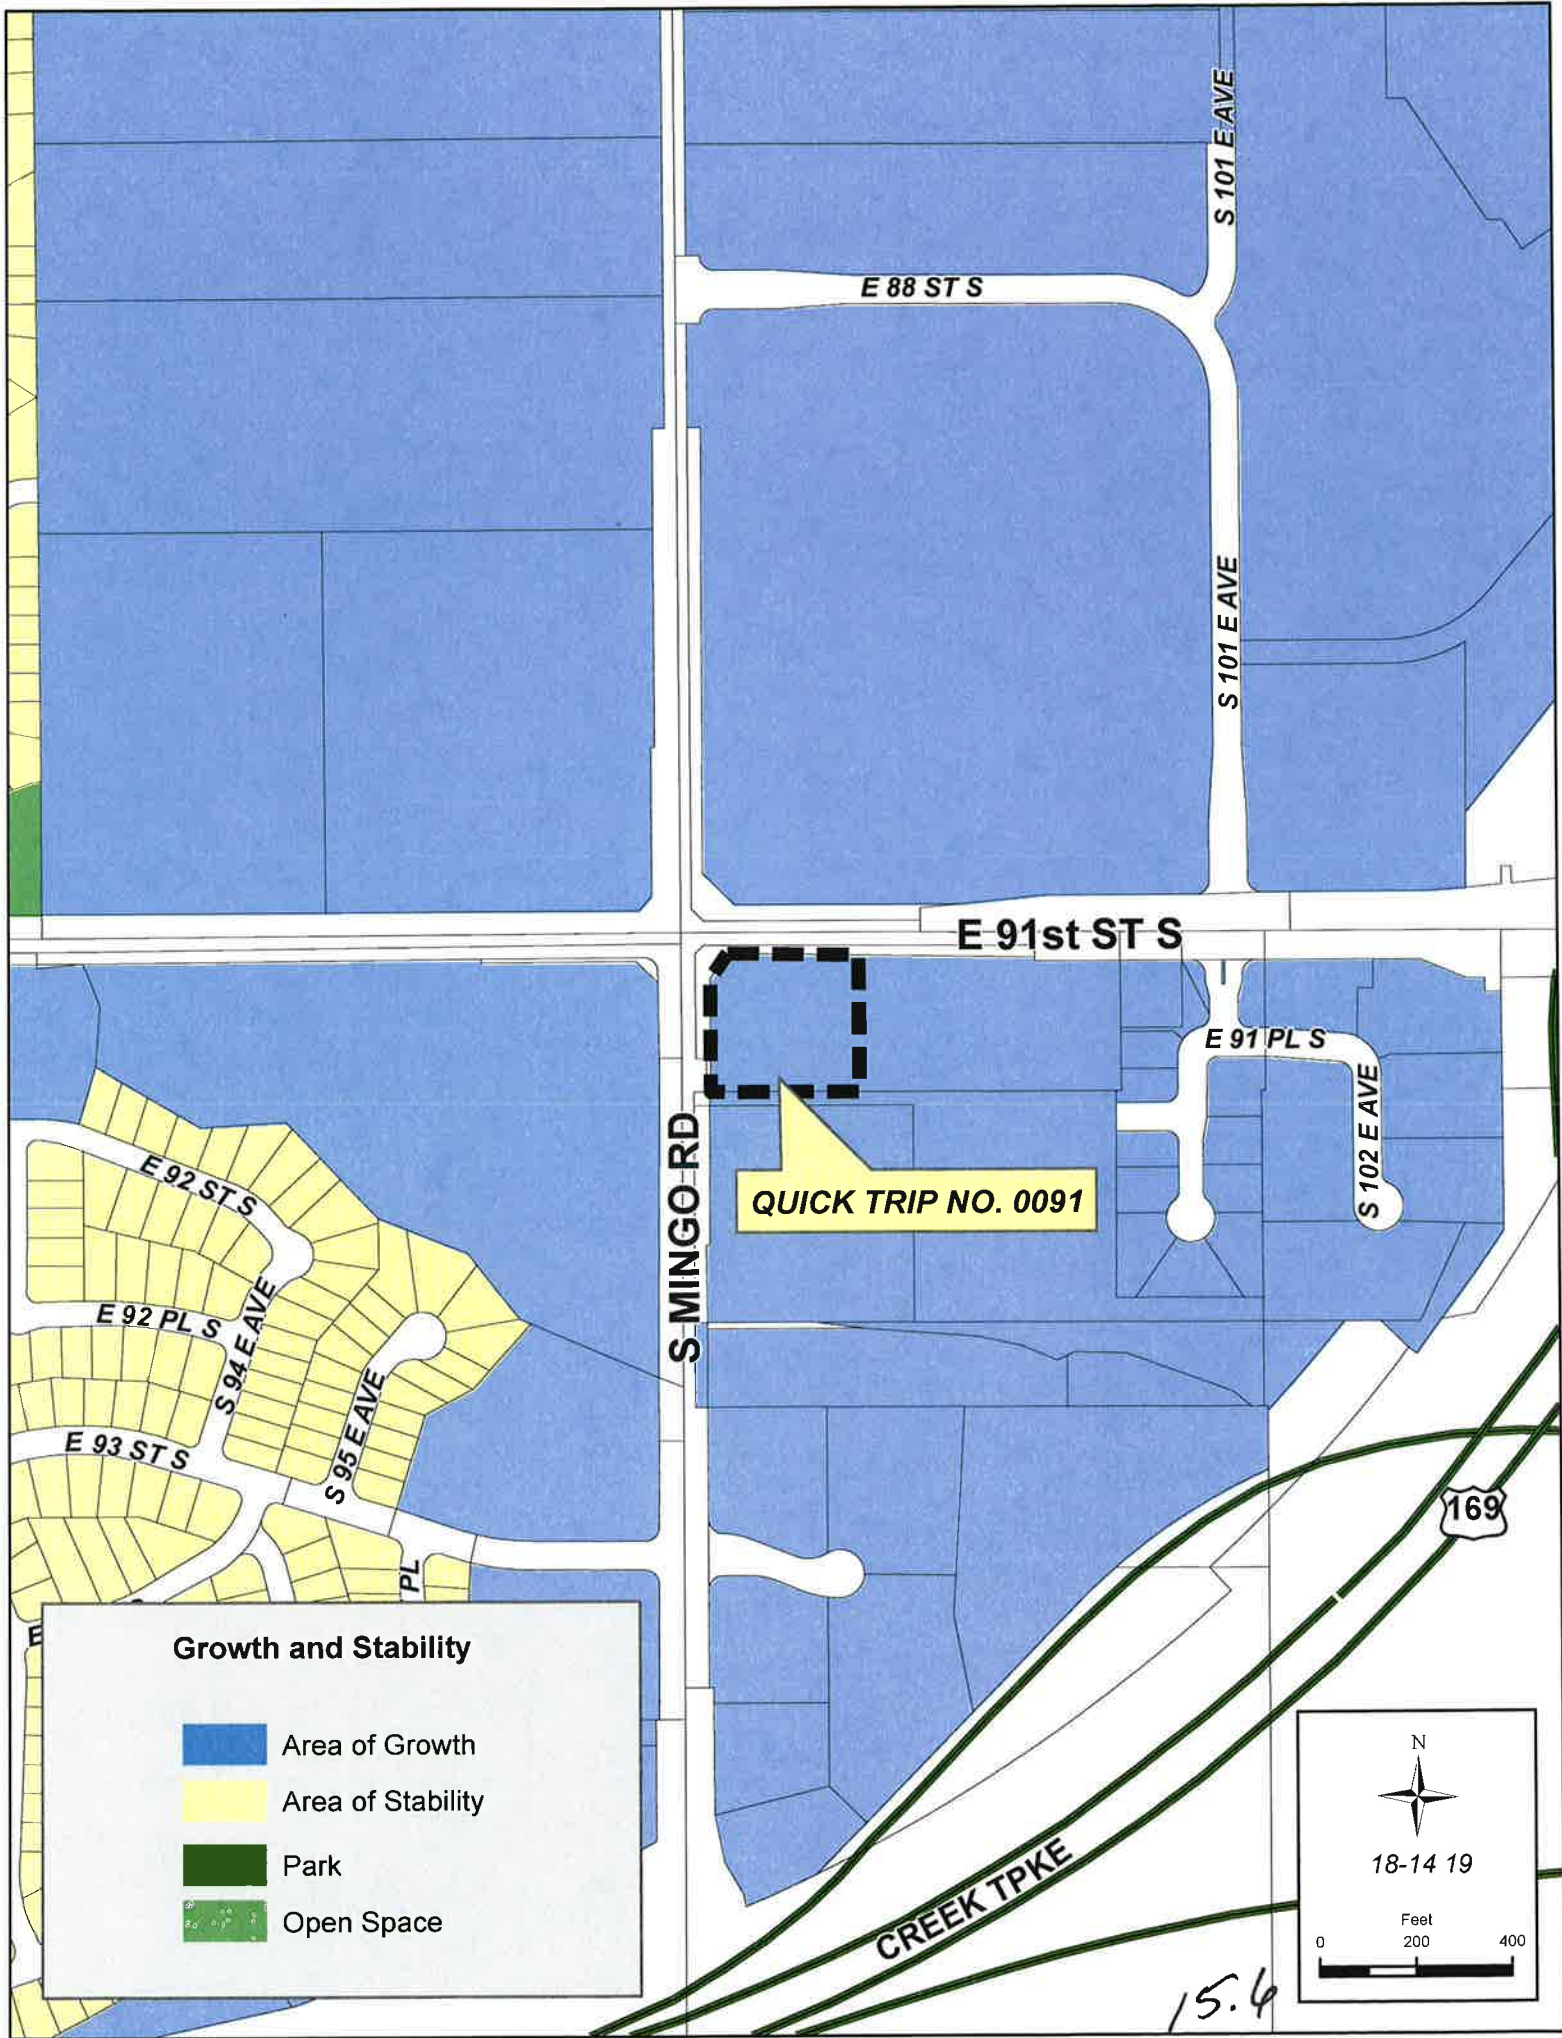 S 101 E AVE
E 88 ST S
S 101 E AVE
E 91st ST S
E 91 PL S
S 102 E AVE
S MINGO RD
QUICK TRIP NO. 0091
E 92 ST S
E 92 PL S
S 94 E AVE
S 95 E AVE
E 93 ST S
PL
E
169
CREEK TPKE
Growth and Stability
Area of Growth
Area of Stability
Park
Open Space
N
18-14 19
Feet
0 200 400
15.6